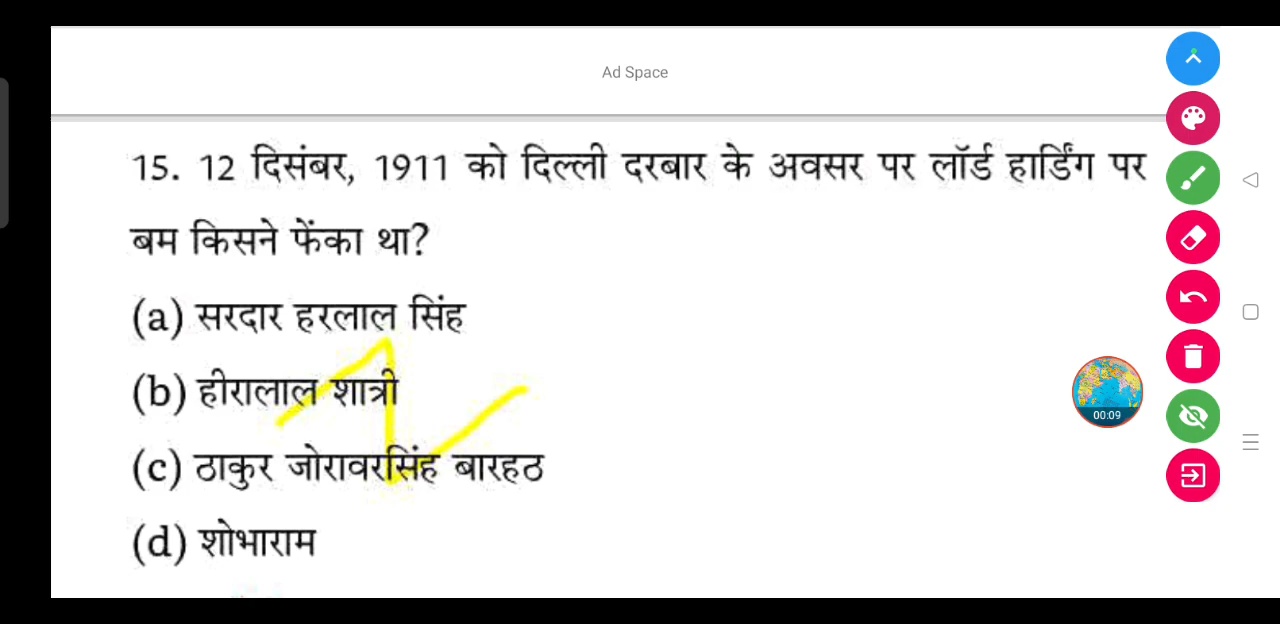 Ad Space
15. 12 दिसंबर, 1911 को दिल्ली दरबार के अवसर पर लॉर्ड हार्डिंग पर
बम किसने फेंका था?
(a) सरदार हरलाल सिंह
(b) हीरालाल शात्री
(c) ठाकुर जोरावरसिंह बारहठ
(d) शोभाराम
00:09